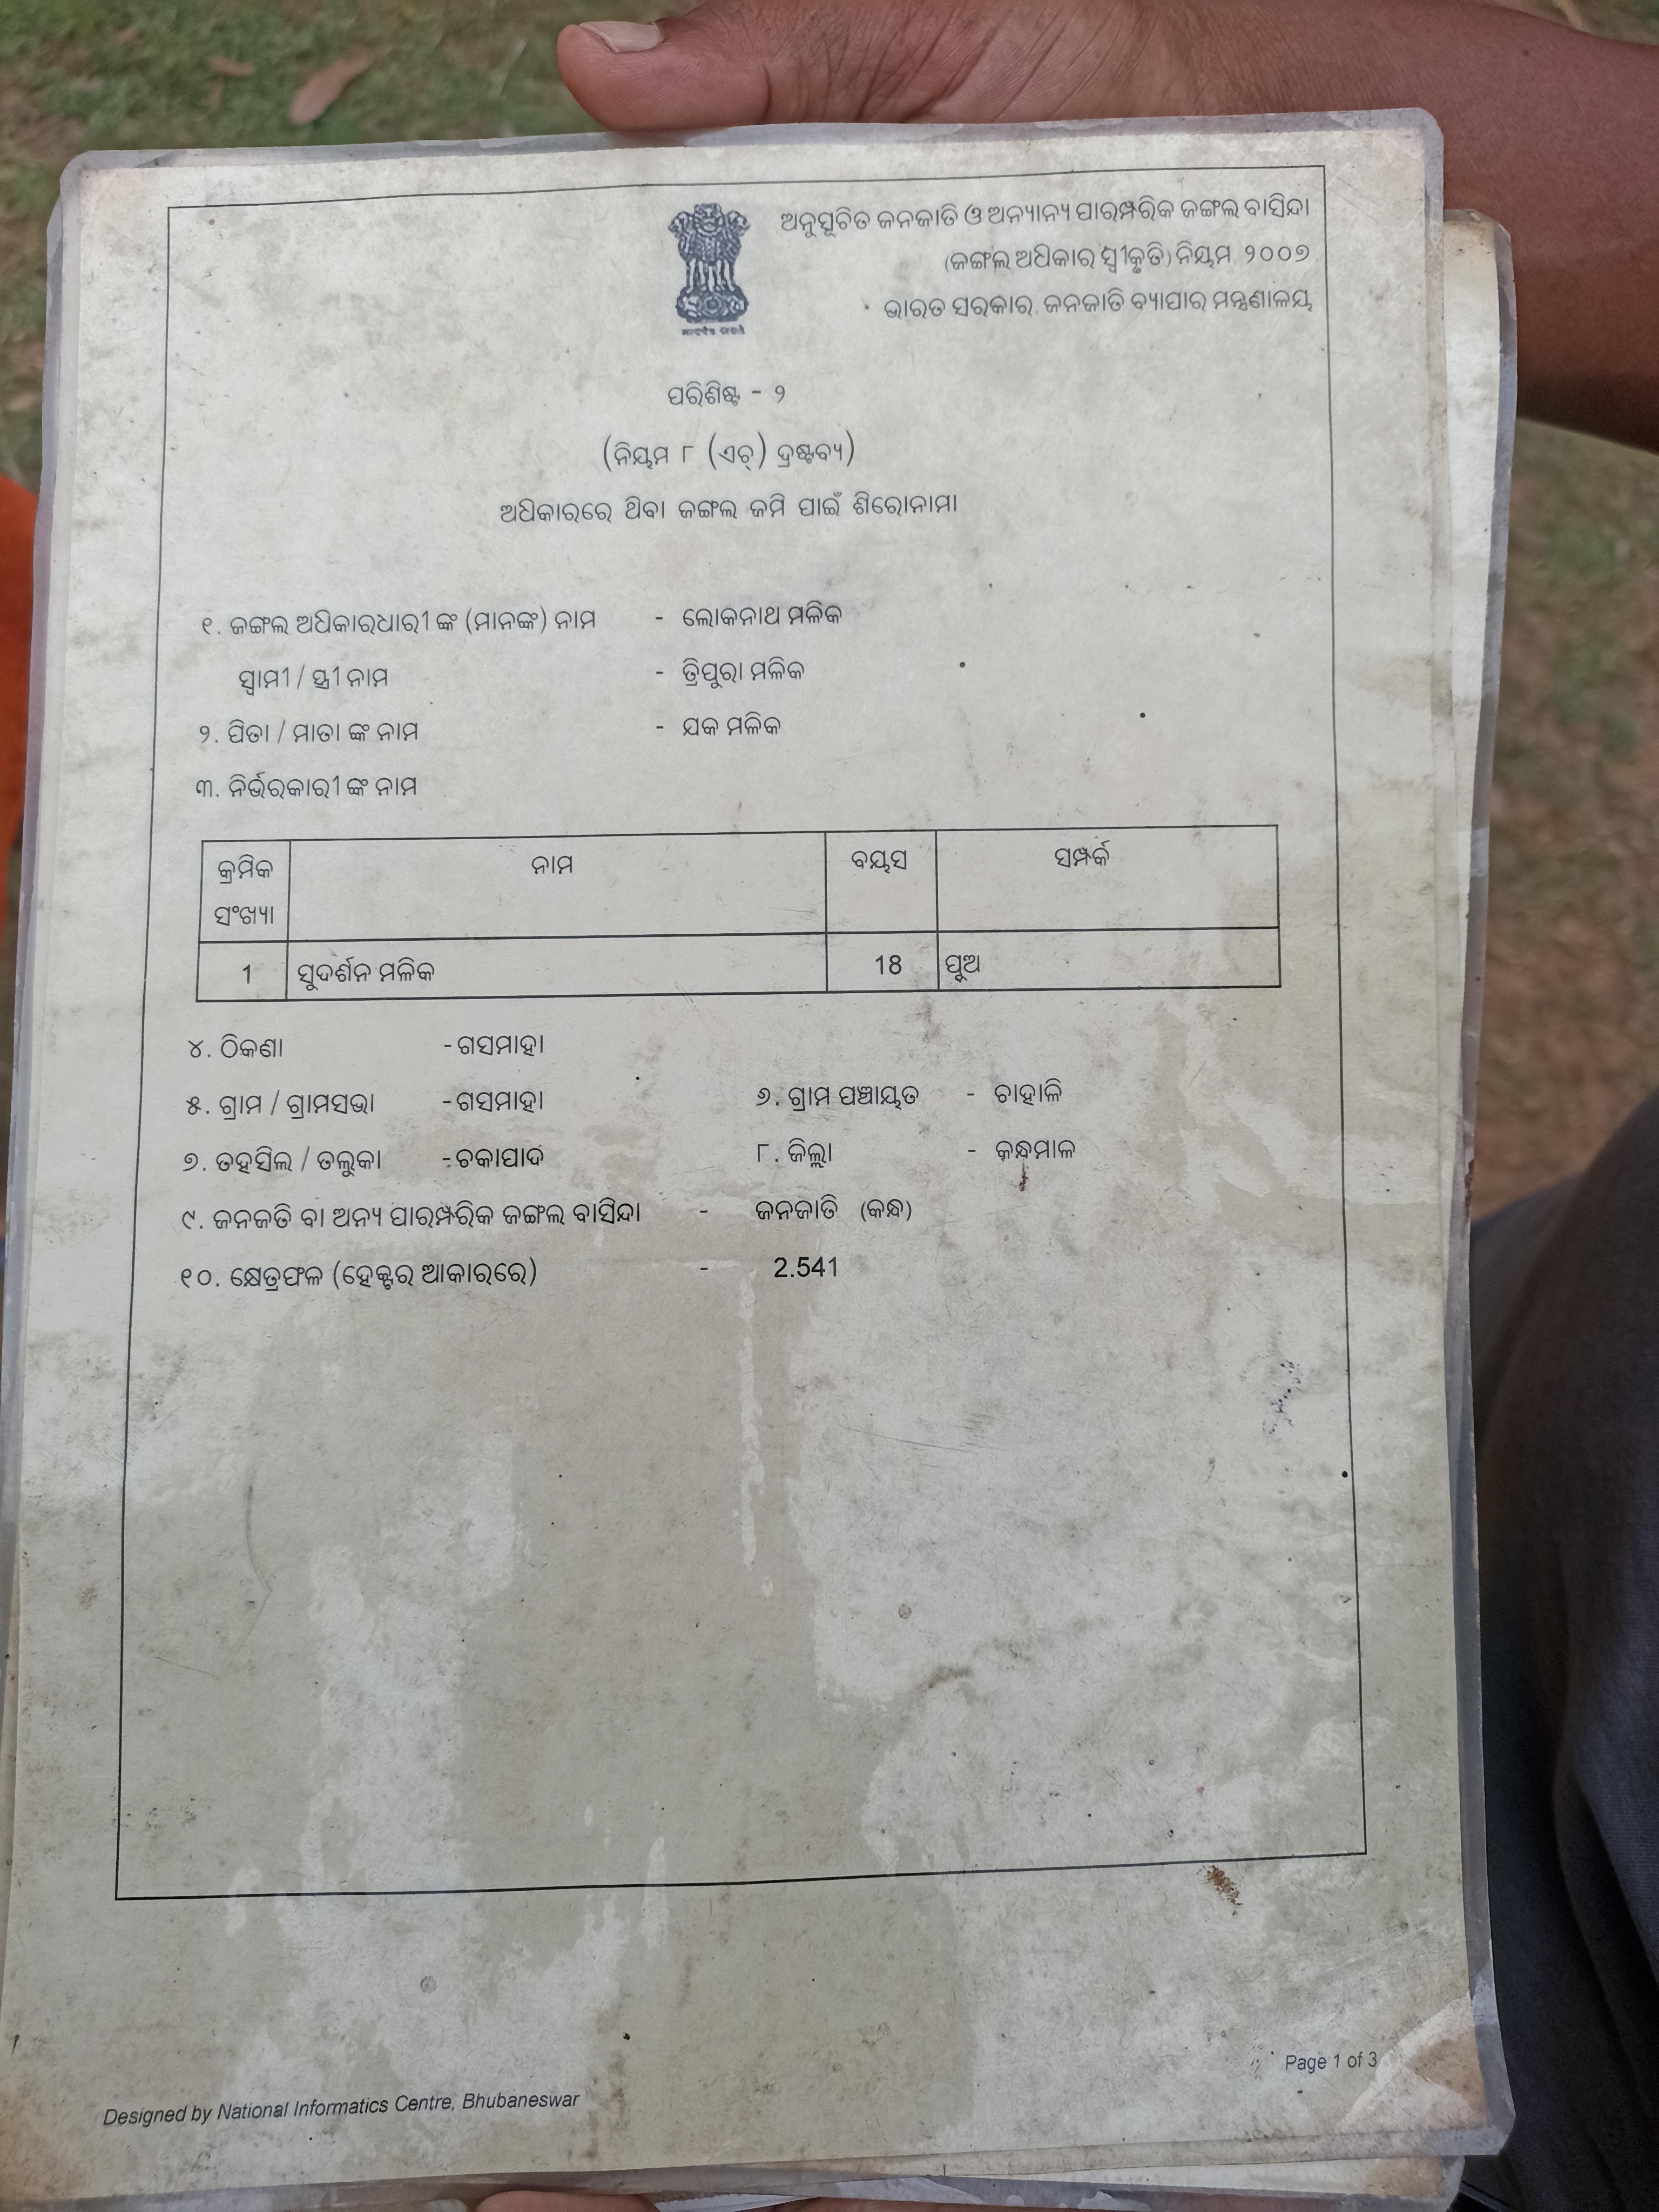 ଅନୁସୂଚିତ ଜନଜାତି ଓ ଅନ୍ୟାନ୍ୟ ପାରମ୍ପରିକ ଜଙ୍ଗଲ ବାସିନ୍ଦା
(ଜଙ୍ଗଲ ଅଧିକାର ସ୍ୱୀକୃତି) ନିୟମ ୨୦୦୭
ଭାରତ ସରକାର, ଜନଜାତି ବ୍ୟାପାର ମନ୍ତ୍ରଣାଳୟ
ପରିଶିଷ୍ଟ - ୨
(ନିୟମ ୮ (ଏଚ୍) ଦ୍ରଷ୍ଟବ୍ୟ)
ଅଧିକାରରେ ଥିବା ଜଙ୍ଗଲ ଜମି ପାଇଁ ଶିରୋନାମା
୧. ଜଙ୍ଗଲ ଅଧିକାରଧାରୀ ଙ୍କ (ମାନଙ୍କ) ନାମ - ଲୋକନାଥ ମଳିକ
ସ୍ୱାମୀ / ସ୍ତ୍ରୀ ନାମ - ତ୍ରିପୁରା ମଳିକ
୨. ପିତା / ମାତା ଙ୍କ ନାମ - ଯକ ମଳିକ
୩. ନିର୍ଭରକାରୀ ଙ୍କ ନାମ
କ୍ରମିକ ସଂଖ୍ୟା ନାମ ବୟସ ସମ୍ପର୍କ
1 ସୁଦର୍ଶନ ମଳିକ 18 ପୁଅ
୪. ଠିକଣା - ଗସମାହା
୫. ଗ୍ରାମ / ଗ୍ରାମସଭା - ଗସମାହା ୬. ଗ୍ରାମ ପଞ୍ଚାୟତ - ଚାହାଳି
୭. ତହସିଲ / ତଲୁକା - ଚକାପାଦ ୮. ଜିଲ୍ଲା - କନ୍ଧମାଳ
୯. ଜନଜତି ବା ଅନ୍ୟ ପାରମ୍ପରିକ ଜଙ୍ଗଲ ବାସିନ୍ଦା - ଜନଜାତି (କନ୍ଧ)
୧୦. କ୍ଷେତ୍ରଫଳ (ହେକ୍ଟର ଆକାରରେ) - 2.541
Page 1 of 3
Designed by National Informatics Centre, Bhubaneswar